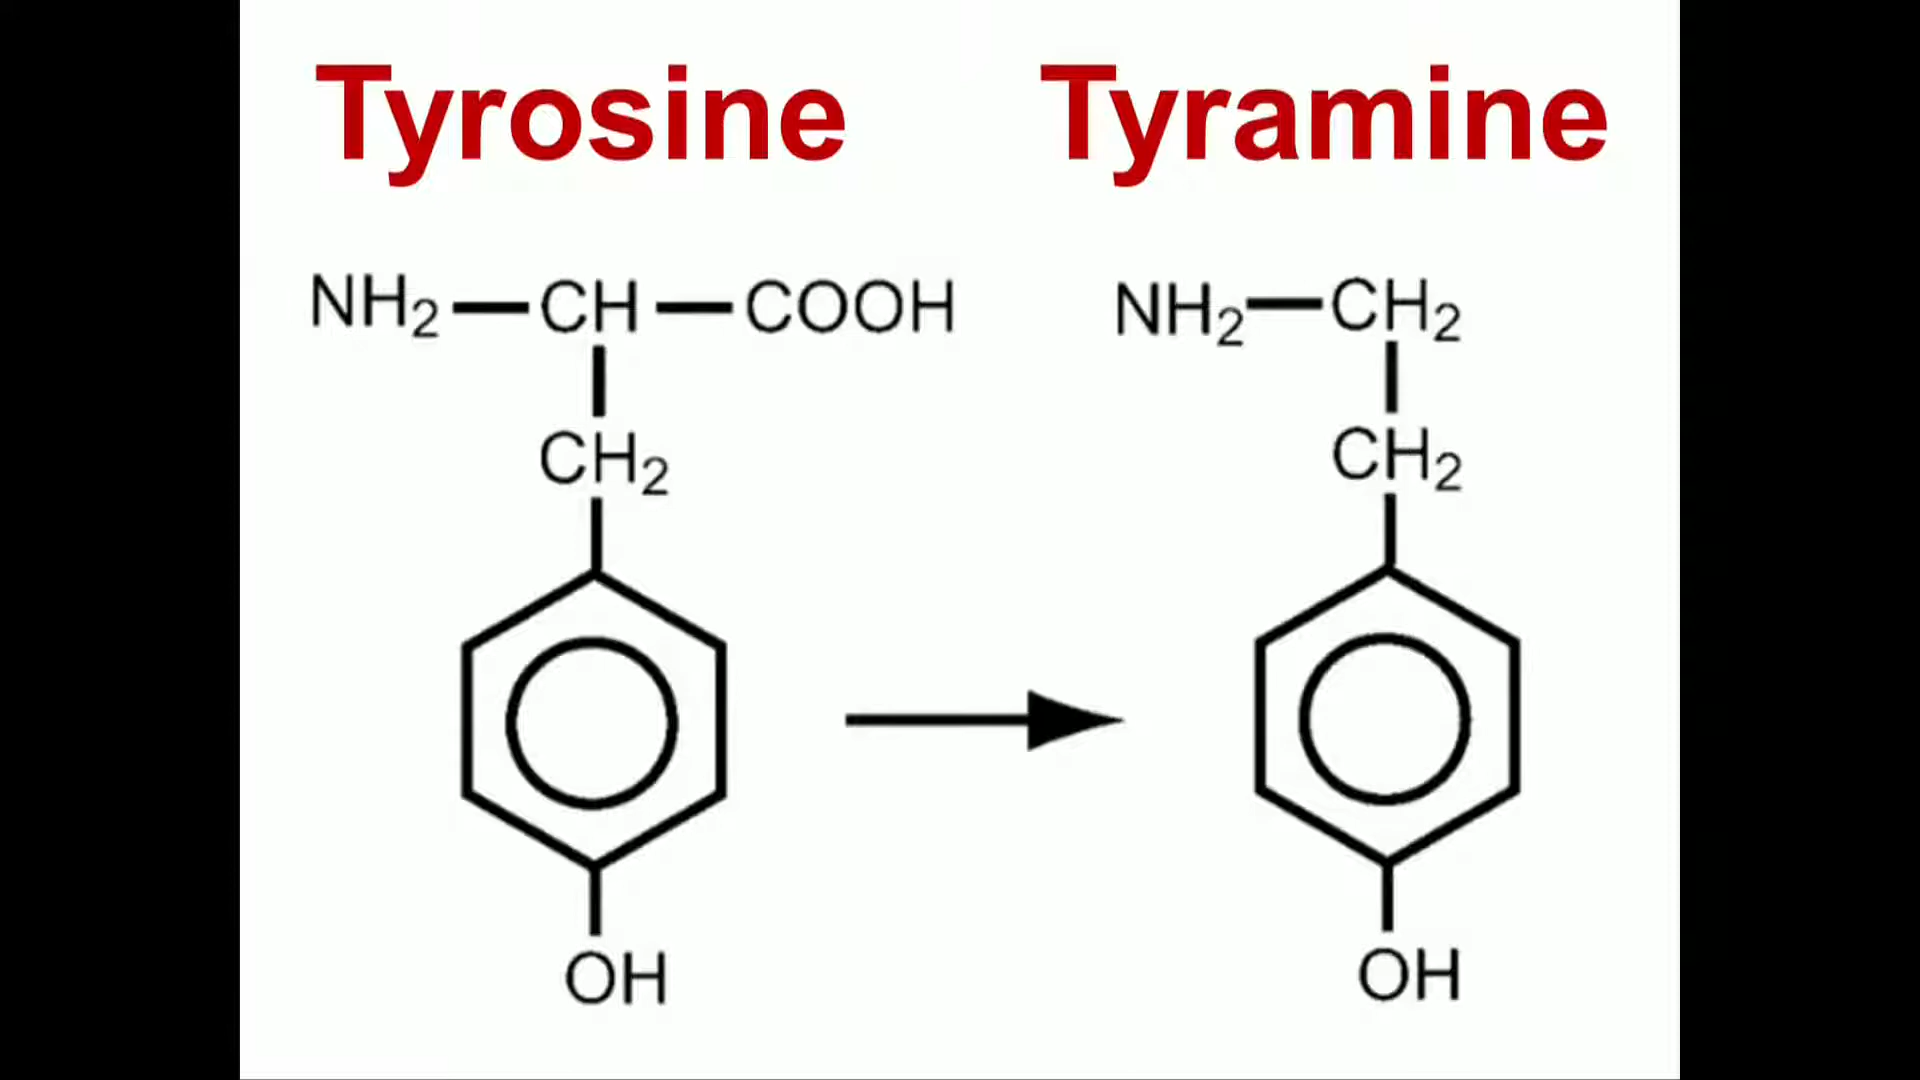 Tyrosine Tyramine
NH₂—CH—COOH NH₂—CH₂
CH₂ CH₂
OH OH